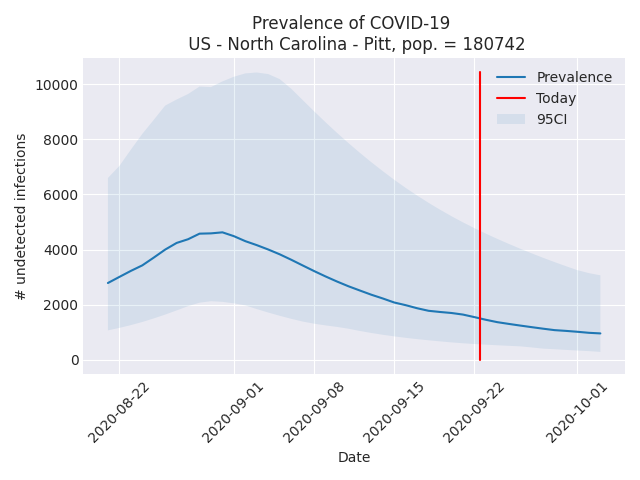 Prevalence of COVID-19
US - North Carolina - Pitt, pop. = 180742
Prevalence
Today
95CI
# undetected infections
10000
8000
6000
4000
2000
0
2020-08-22
2020-09-01
2020-09-08
2020-09-15
2020-09-22
2020-10-01
Date